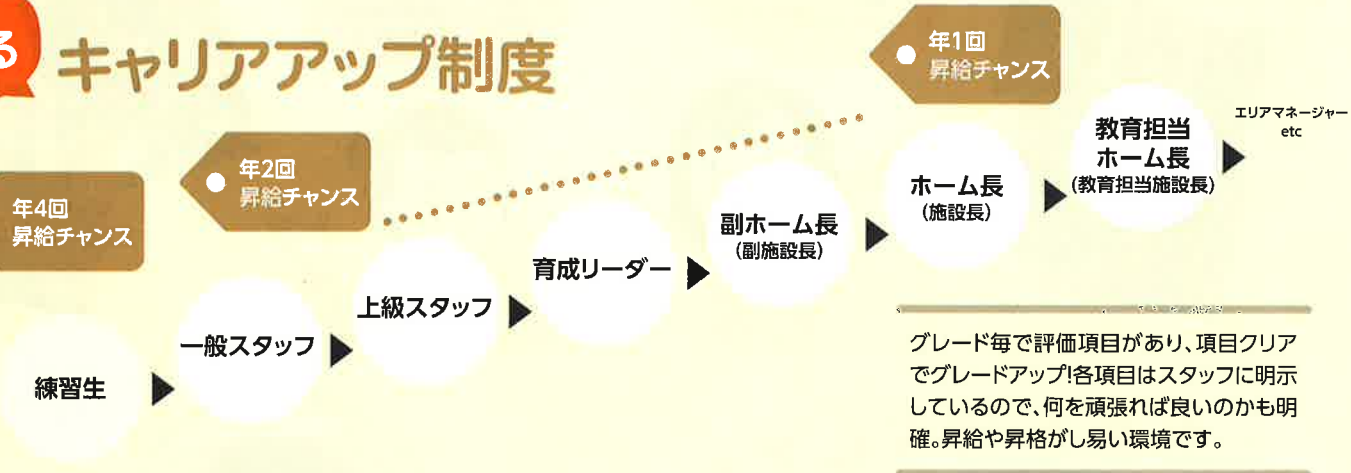 る
キャリアアップ制度
年4回
昇給チャンス
年2回
昇給チャンス
年1回
昇給チャンス
練習生
一般スタッフ
上級スタッフ
育成リーダー
副ホーム長
(副施設長)
ホーム長
(施設長)
教育担当
ホーム長
(教育担当施設長)
エリアマネージャー
etc
グレード毎で評価項目があり、項目クリア
でグレードアップ!各項目はスタッフに明示
しているので、何を頑張れば良いのかも明
確。昇給や昇格がし易い環境です。